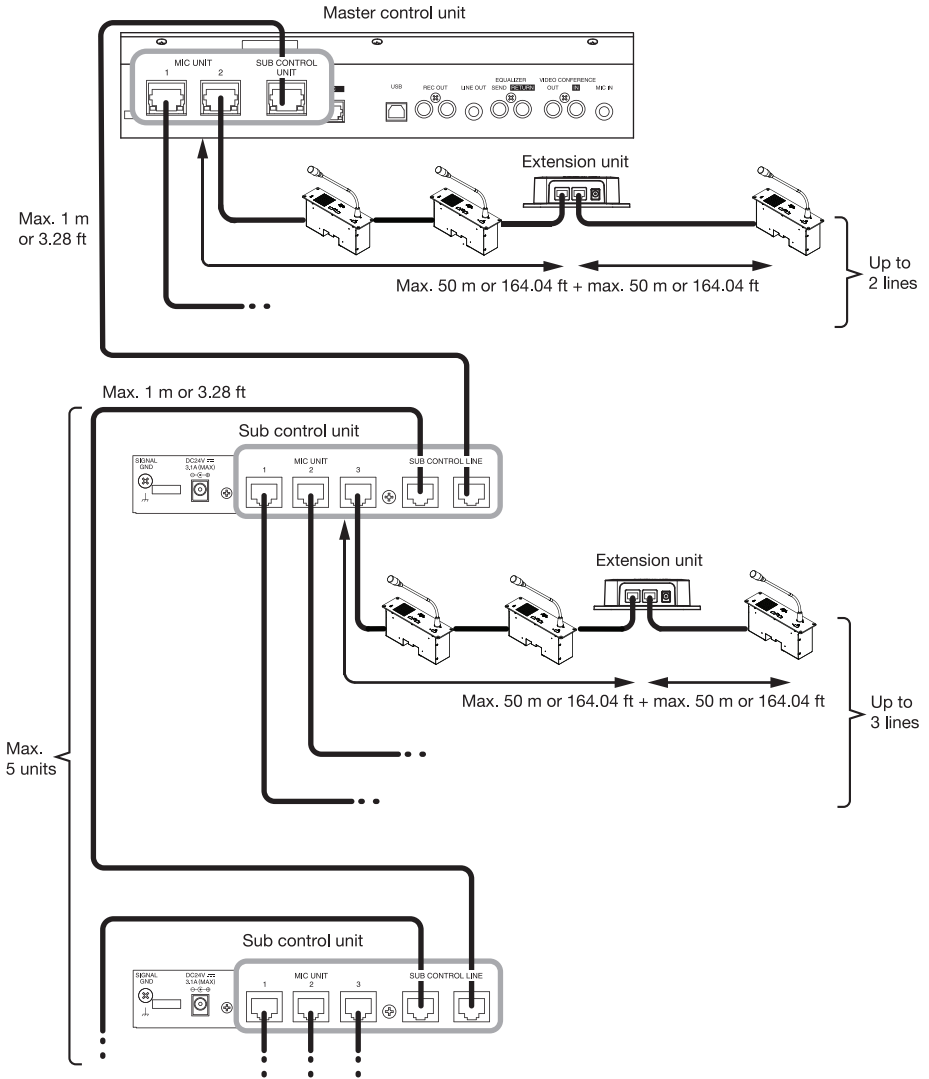 Master control unit
MIC UNIT
1 2
SUB CONTROL
UNIT
USB
REC OUT
LINE OUT
EQUALIZER
SEND RETURN
VIDEO CONFERENCE
OUT IN
MIC IN
Extension unit
Max. 1 m
or 3.28 ft
Max. 50 m or 164.04 ft + max. 50 m or 164.04 ft
Up to
2 lines
Max. 1 m or 3.28 ft
Sub control unit
SIGNAL
GND
DC24V
3.1A (MAX)
MIC UNIT
1 2 3
SUB CONTROL LINE
Extension unit
Max. 50 m or 164.04 ft + max. 50 m or 164.04 ft
Up to
3 lines
Max.
5 units
Sub control unit
SIGNAL
GND
DC24V
3.1A (MAX)
MIC UNIT
1 2 3
SUB CONTROL LINE